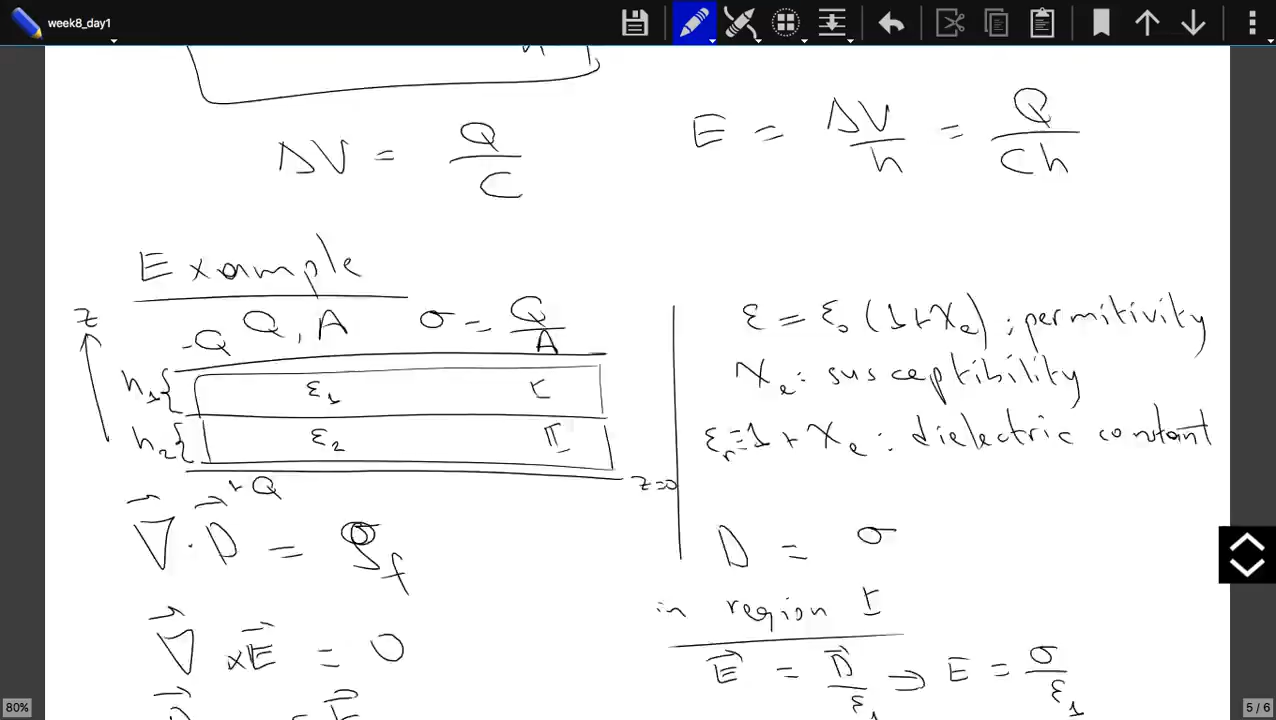 week8_day1
ΔV = Q/C
E = ΔV/h = Q/Ch
Example
Q, A σ = Q/A
-Q
z
h₁ { ε₁ I
h₂ { ε₂ II
+Q
z=0
∇⃗ · D⃗ = ρ_f
∇⃗ × E⃗ = 0
ε = ε₀ (1+χₑ) : permitivity
χₑ : susceptibility
εᵣ = 1 + χₑ : dielectric constant
D = σ
in region I
E⃗ = D⃗/ε₁ ⇒ E = σ/ε₁
80%
5 / 6